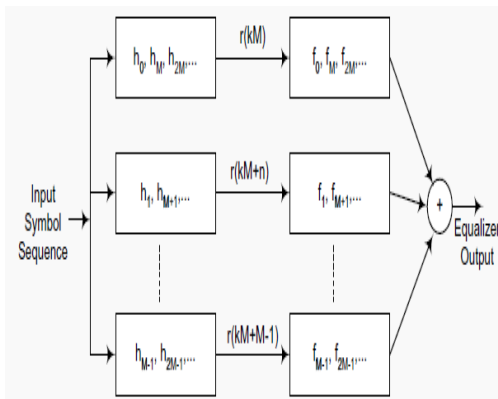 r(kM)
h0, hM, h2M,... f0, fM, f2M,...
r(kM+n)
h1, hM+1,... f1, fM+1,...
Input
Symbol
Sequence
+
Equalizer
Output
r(kM+M-1)
hM-1, h2M-1,... fM-1, f2M-1,...